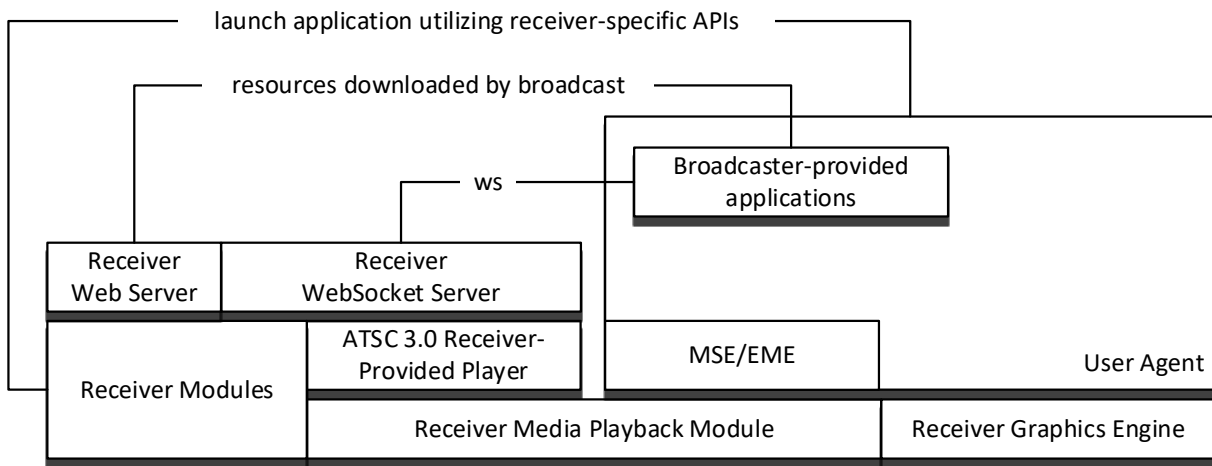 launch application utilizing receiver-specific APIs
resources downloaded by broadcast
Broadcaster-provided
applications
ws
Receiver
Web Server
Receiver
WebSocket Server
ATSC 3.0 Receiver-
Provided Player
MSE/EME
User Agent
Receiver Modules
Receiver Media Playback Module
Receiver Graphics Engine